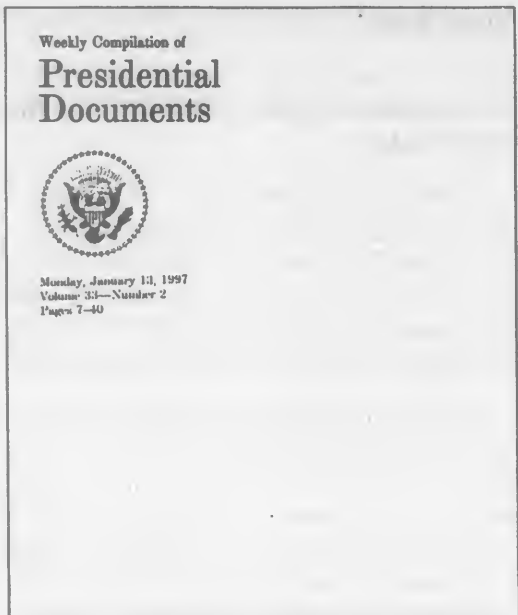 Weekly Compilation of
Presidential
Documents
Monday, January 13, 1997
Volume 33—Number 2
Pages 7–40